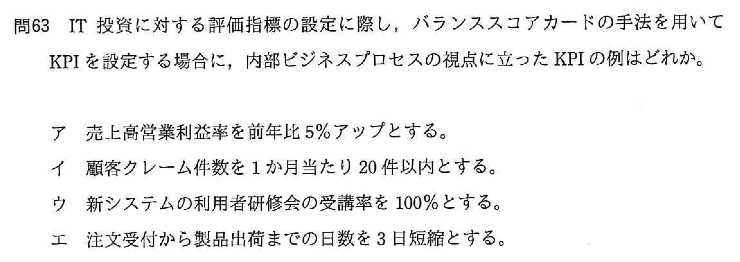 問63 IT 投資に対する評価指標の設定に際し，バランススコアカードの手法を用いて
KPI を設定する場合に，内部ビジネスプロセスの視点に立った KPI の例はどれか。
ア 売上高営業利益率を前年比 5％アップとする。
イ 顧客クレーム件数を 1 か月当たり 20 件以内とする。
ウ 新システムの利用者研修会の受講率を 100％とする。
エ 注文受付から製品出荷までの日数を 3 日短縮とする。